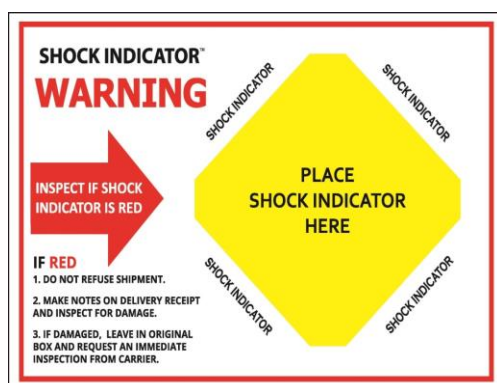 SHOCK INDICATOR™
WARNING
INSPECT IF SHOCK
INDICATOR IS RED
IF RED
1. DO NOT REFUSE SHIPMENT.
2. MAKE NOTES ON DELIVERY RECEIPT
AND INSPECT FOR DAMAGE.
3. IF DAMAGED, LEAVE IN ORIGINAL
BOX AND REQUEST AN IMMEDIATE
INSPECTION FROM CARRIER.
SHOCK INDICATOR
SHOCK INDICATOR
PLACE
SHOCK INDICATOR
HERE
SHOCK INDICATOR
SHOCK INDICATOR